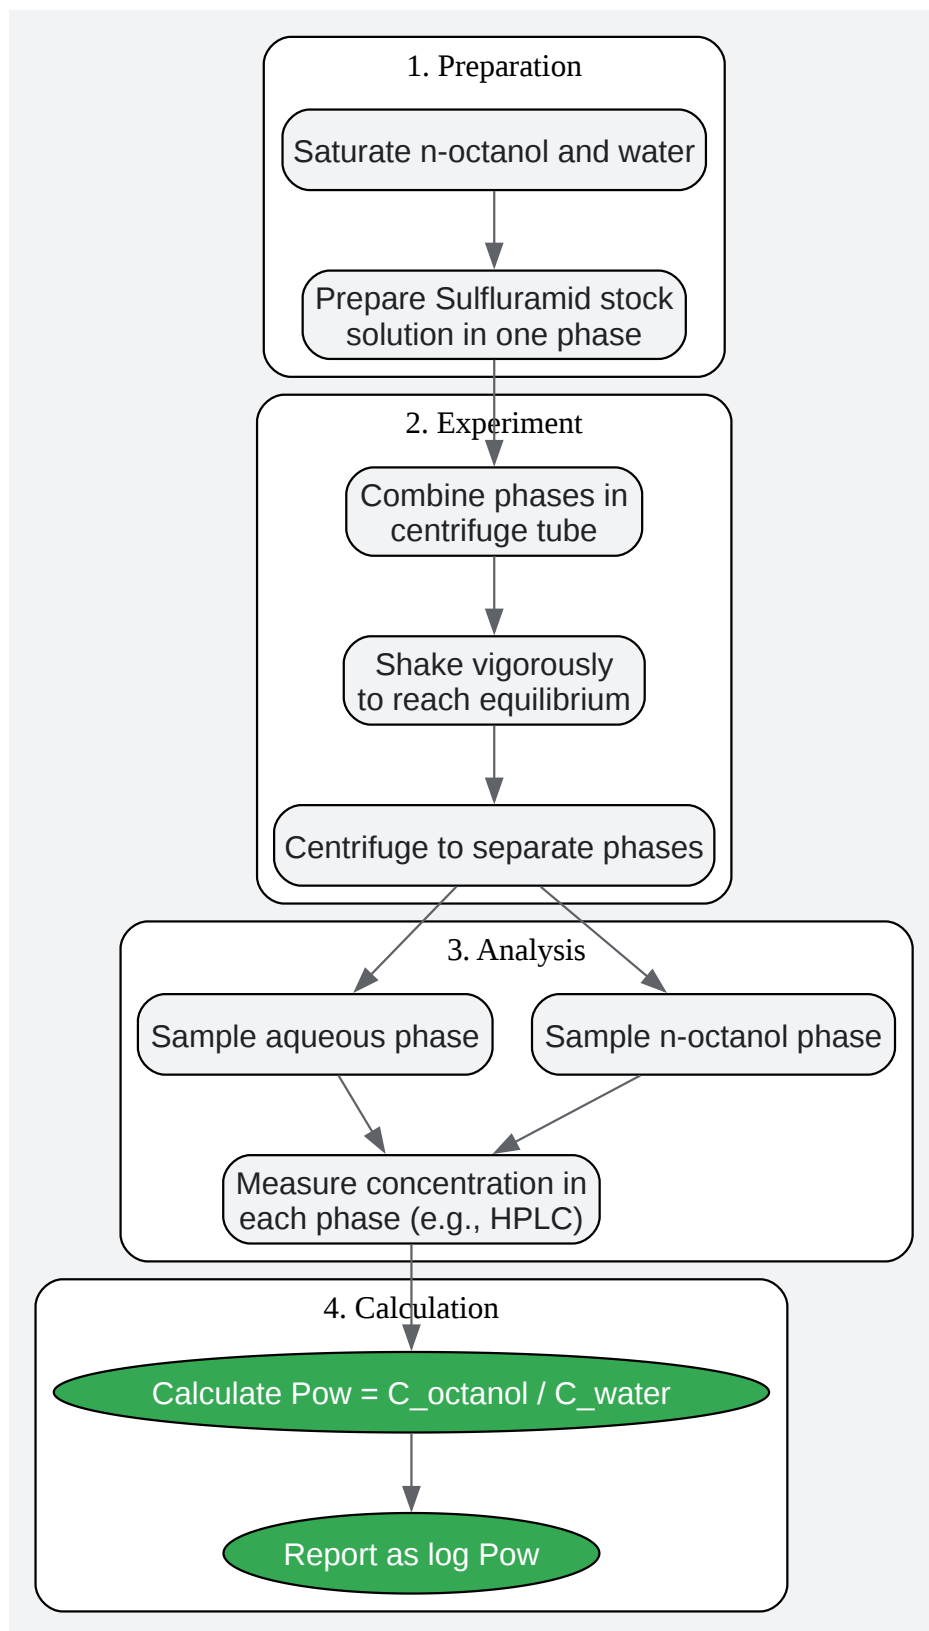 1. Preparation
Saturate n-octanol and water
Prepare Sulfluramid stock
solution in one phase
2. Experiment
Combine phases in
centrifuge tube
Shake vigorously
to reach equilibrium
Centrifuge to separate phases
3. Analysis
Sample aqueous phase
Sample n-octanol phase
Measure concentration in
each phase (e.g., HPLC)
4. Calculation
Calculate Pow = C_octanol / C_water
Report as log Pow